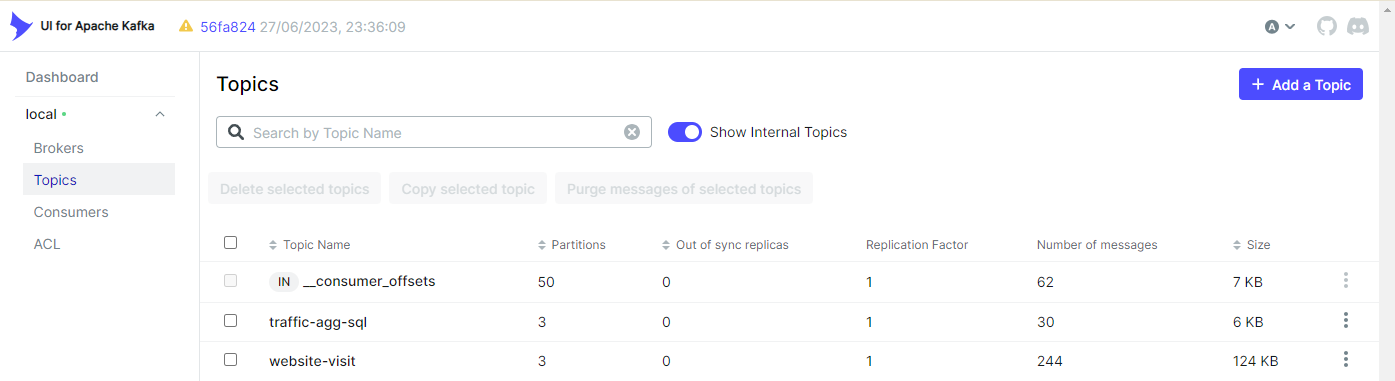 UI for Apache Kafka 56fa824 27/06/2023, 23:36:09 A
Dashboard
local
Brokers
Topics
Consumers
ACL
Topics
+ Add a Topic
Search by Topic Name
Show Internal Topics
Delete selected topics Copy selected topic Purge messages of selected topics
Topic Name Partitions Out of sync replicas Replication Factor Number of messages Size
IN __consumer_offsets 50 0 1 62 7 KB
traffic-agg-sql 3 0 1 30 6 KB
website-visit 3 0 1 244 124 KB